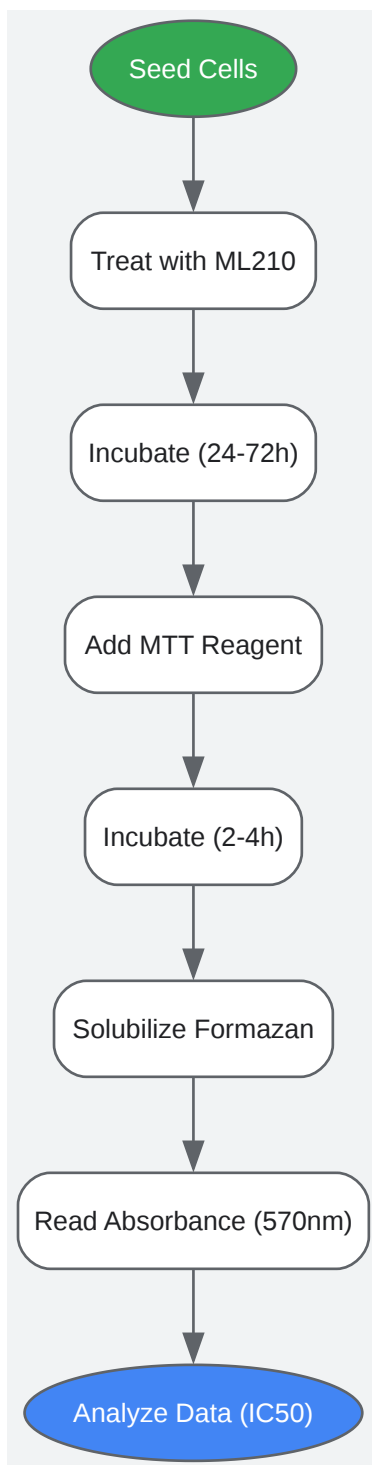 Seed Cells
Treat with ML210
Incubate (24-72h)
Add MTT Reagent
Incubate (2-4h)
Solubilize Formazan
Read Absorbance (570nm)
Analyze Data (IC50)